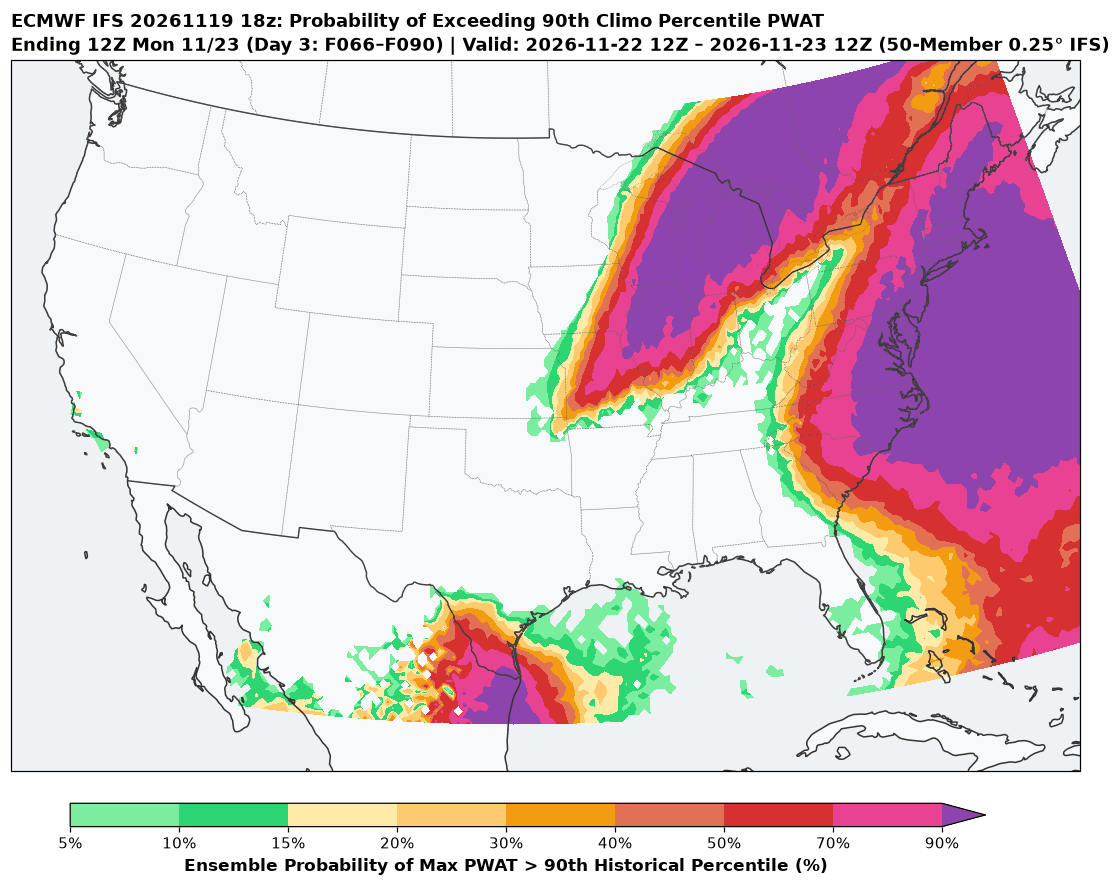 ECMWF IFS 20261119 18z: Probability of Exceeding 90th Climo Percentile PWAT
Ending 12Z Mon 11/23 (Day 3: F066–F090) | Valid: 2026-11-22 12Z – 2026-11-23 12Z (50-Member 0.25° IFS)
5% 10% 15% 20% 30% 40% 50% 70% 90%
Ensemble Probability of Max PWAT > 90th Historical Percentile (%)